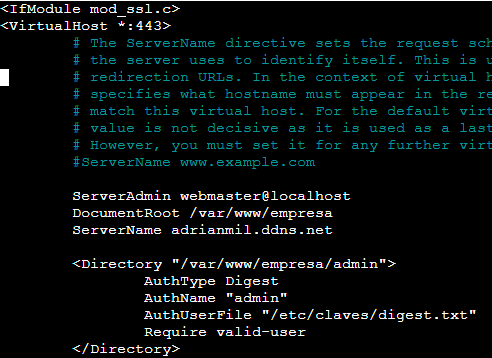 <IfModule mod_ssl.c>
<VirtualHost *:443>
# The ServerName directive sets the request sch
# the server uses to identify itself. This is u
# redirection URLs. In the context of virtual h
# specifies what hostname must appear in the re
# match this virtual host. For the default virt
# value is not decisive as it is used as a last
# However, you must set it for any further virt
#ServerName www.example.com
ServerAdmin webmaster@localhost
DocumentRoot /var/www/empresa
ServerName adrianmil.ddns.net
<Directory "/var/www/empresa/admin">
AuthType Digest
AuthName "admin"
AuthUserFile "/etc/claves/digest.txt"
Require valid-user
</Directory>